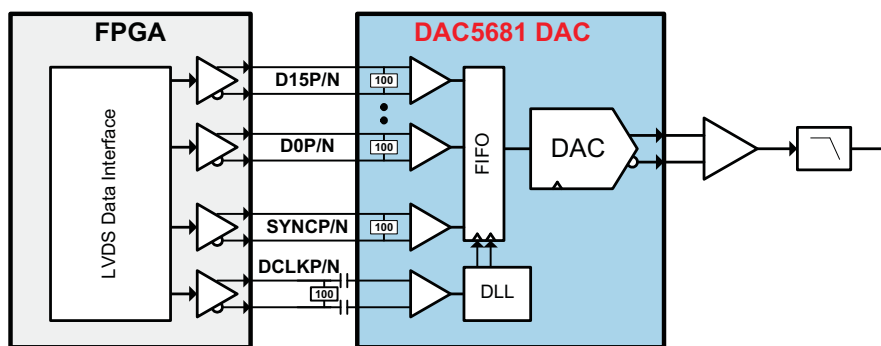 FPGA
DAC5681 DAC
LVDS Data Interface
D15P/N
100
D0P/N
100
SYNCP/N
100
DCLKP/N
100
FIFO
DLL
DAC